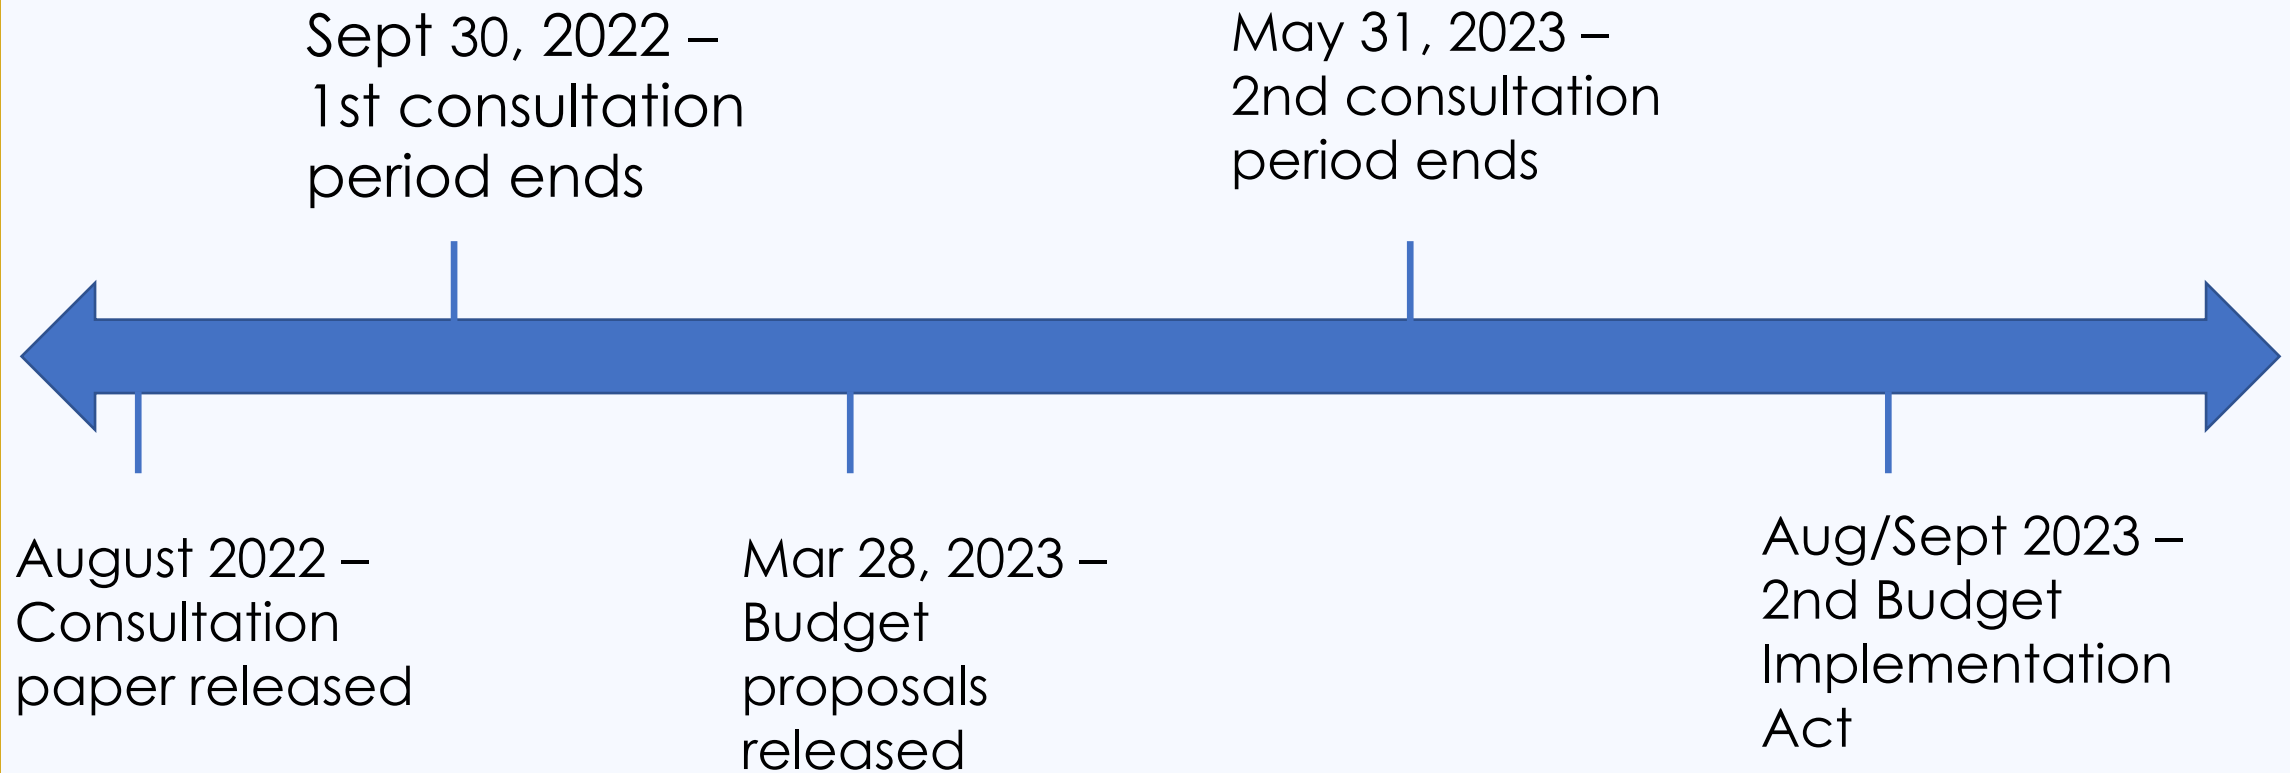 Sept 30, 2022 –
1st consultation
period ends
May 31, 2023 –
2nd consultation
period ends
August 2022 –
Consultation
paper released
Mar 28, 2023 –
Budget
proposals
released
Aug/Sept 2023 –
2nd Budget
Implementation
Act